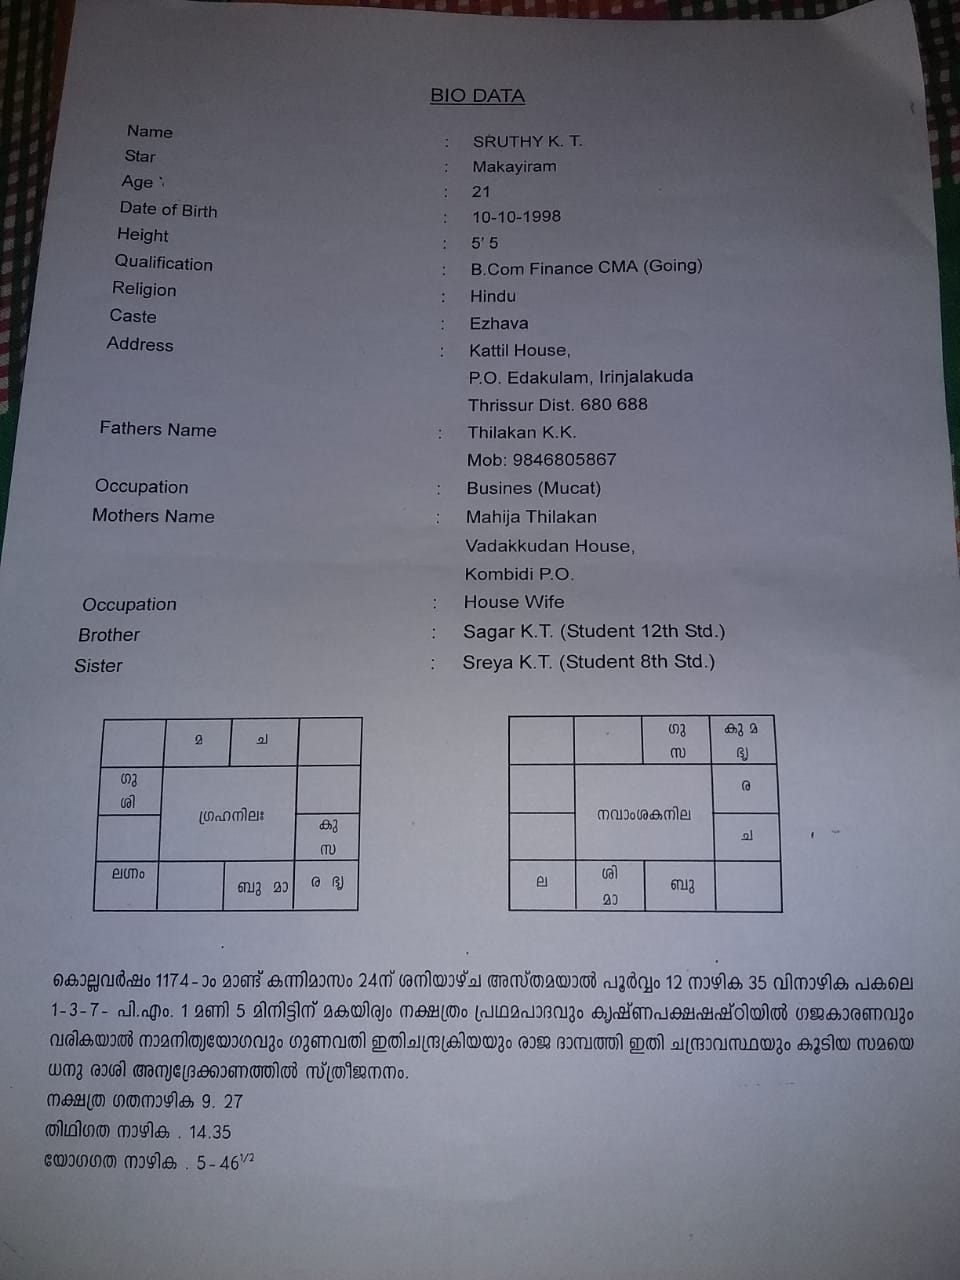 BIO DATA
Name : SRUTHY K. T.
Star : Makayiram
Age : 21
Date of Birth : 10-10-1998
Height : 5' 5
Qualification : B.Com Finance CMA (Going)
Religion : Hindu
Caste : Ezhava
Address : Kattil House,
P.O. Edakulam, Irinjalakuda
Thrissur Dist. 680 688
Fathers Name : Thilakan K.K.
Mob: 9846805867
Occupation : Busines (Mucat)
Mothers Name : Mahija Thilakan
Vadakkudan House,
Kombidi P.O.
Occupation : House Wife
Brother : Sagar K.T. (Student 12th Std.)
Sister : Sreya K.T. (Student 8th Std.)
മ ച
ഗു
ശി
ഗ്രഹനിലഃ
കു
സ
ലഗ്നം ബു മാ ര ഭൃ
ഗു കു മ
സ ഭൃ
ര
നവാംശകനില
ച
ല ശി ബു
മാ
കൊല്ലവർഷം 1174-ാം മാണ്ട് കന്നിമാസം 24ന് ശനിയാഴ്ച അസ്തമയാൽ പൂർവ്വം 12 നാഴിക 35 വിനാഴിക പകലെ
1-3-7- പി.എം. 1 മണി 5 മിനിട്ടിന് മകയിര്യം നക്ഷത്രം പ്രഥമപാദവും കൃഷ്ണപക്ഷഷഷ്ഠിയിൽ ഗജകാരണവും
വരികയാൽ നാമനിത്യയോഗവും ഗുണവതി ഇതിചന്ദ്രക്രിയയും രാജ ദാമ്പത്തി ഇതി ചന്ദ്രാവസ്ഥയും കൂടിയ സമയെ
ധനു രാശി അന്യദ്രേക്കാണത്തിൽ സ്ത്രീജനനം.
നക്ഷത്ര ഗതനാഴിക 9. 27
തിഥിഗത നാഴിക . 14.35
യോഗഗത നാഴിക . 5-46 1/2